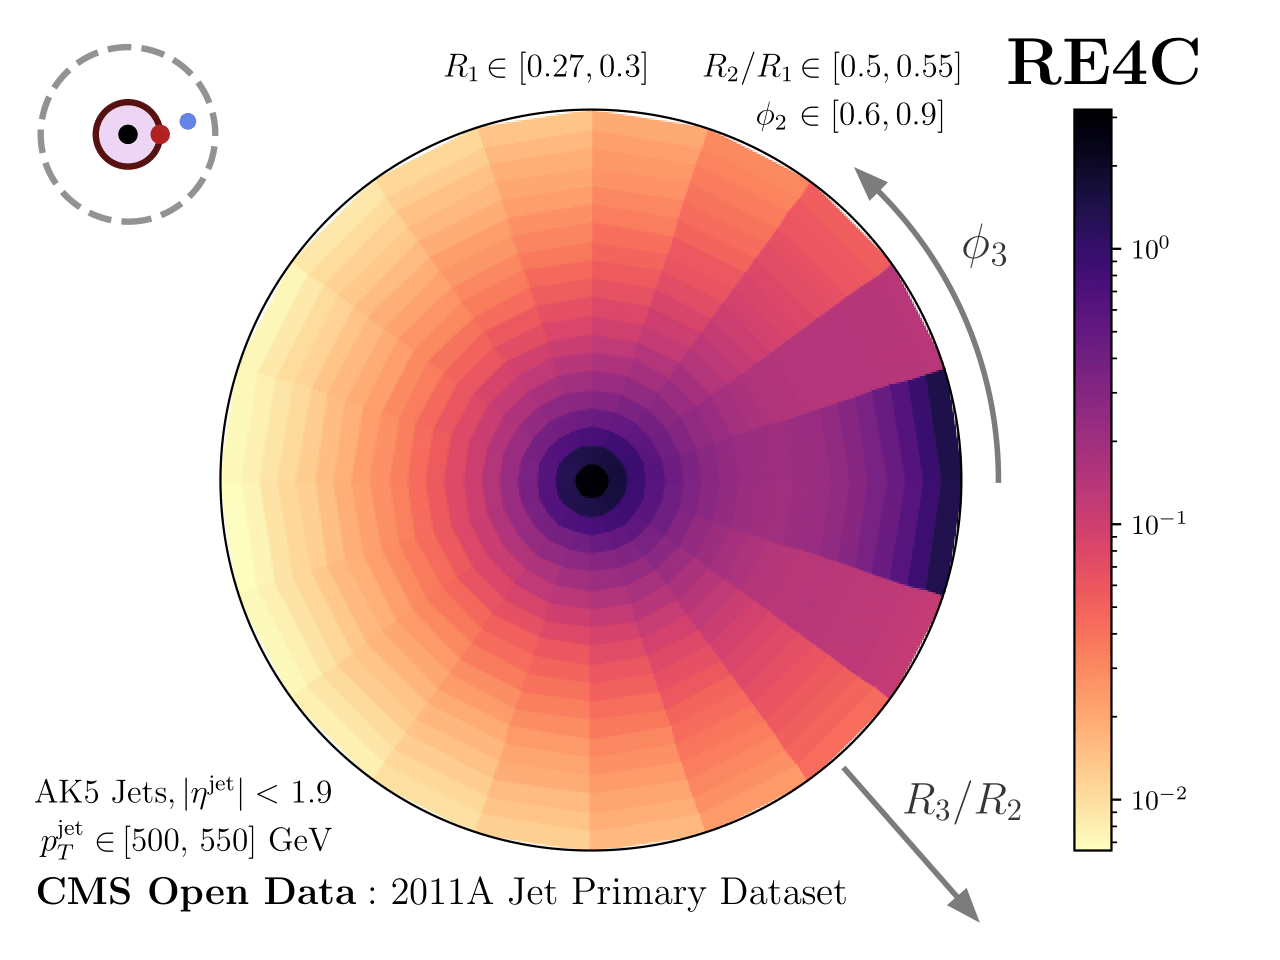 R₁ ∈ [0.27, 0.3] R₂/R₁ ∈ [0.5, 0.55] RE4C
ϕ₂ ∈ [0.6, 0.9]
ϕ₃
10⁰
10⁻¹
10⁻²
R₃/R₂
AK5 Jets, |η^jet| < 1.9
p_T^jet ∈ [500, 550] GeV
CMS Open Data : 2011A Jet Primary Dataset